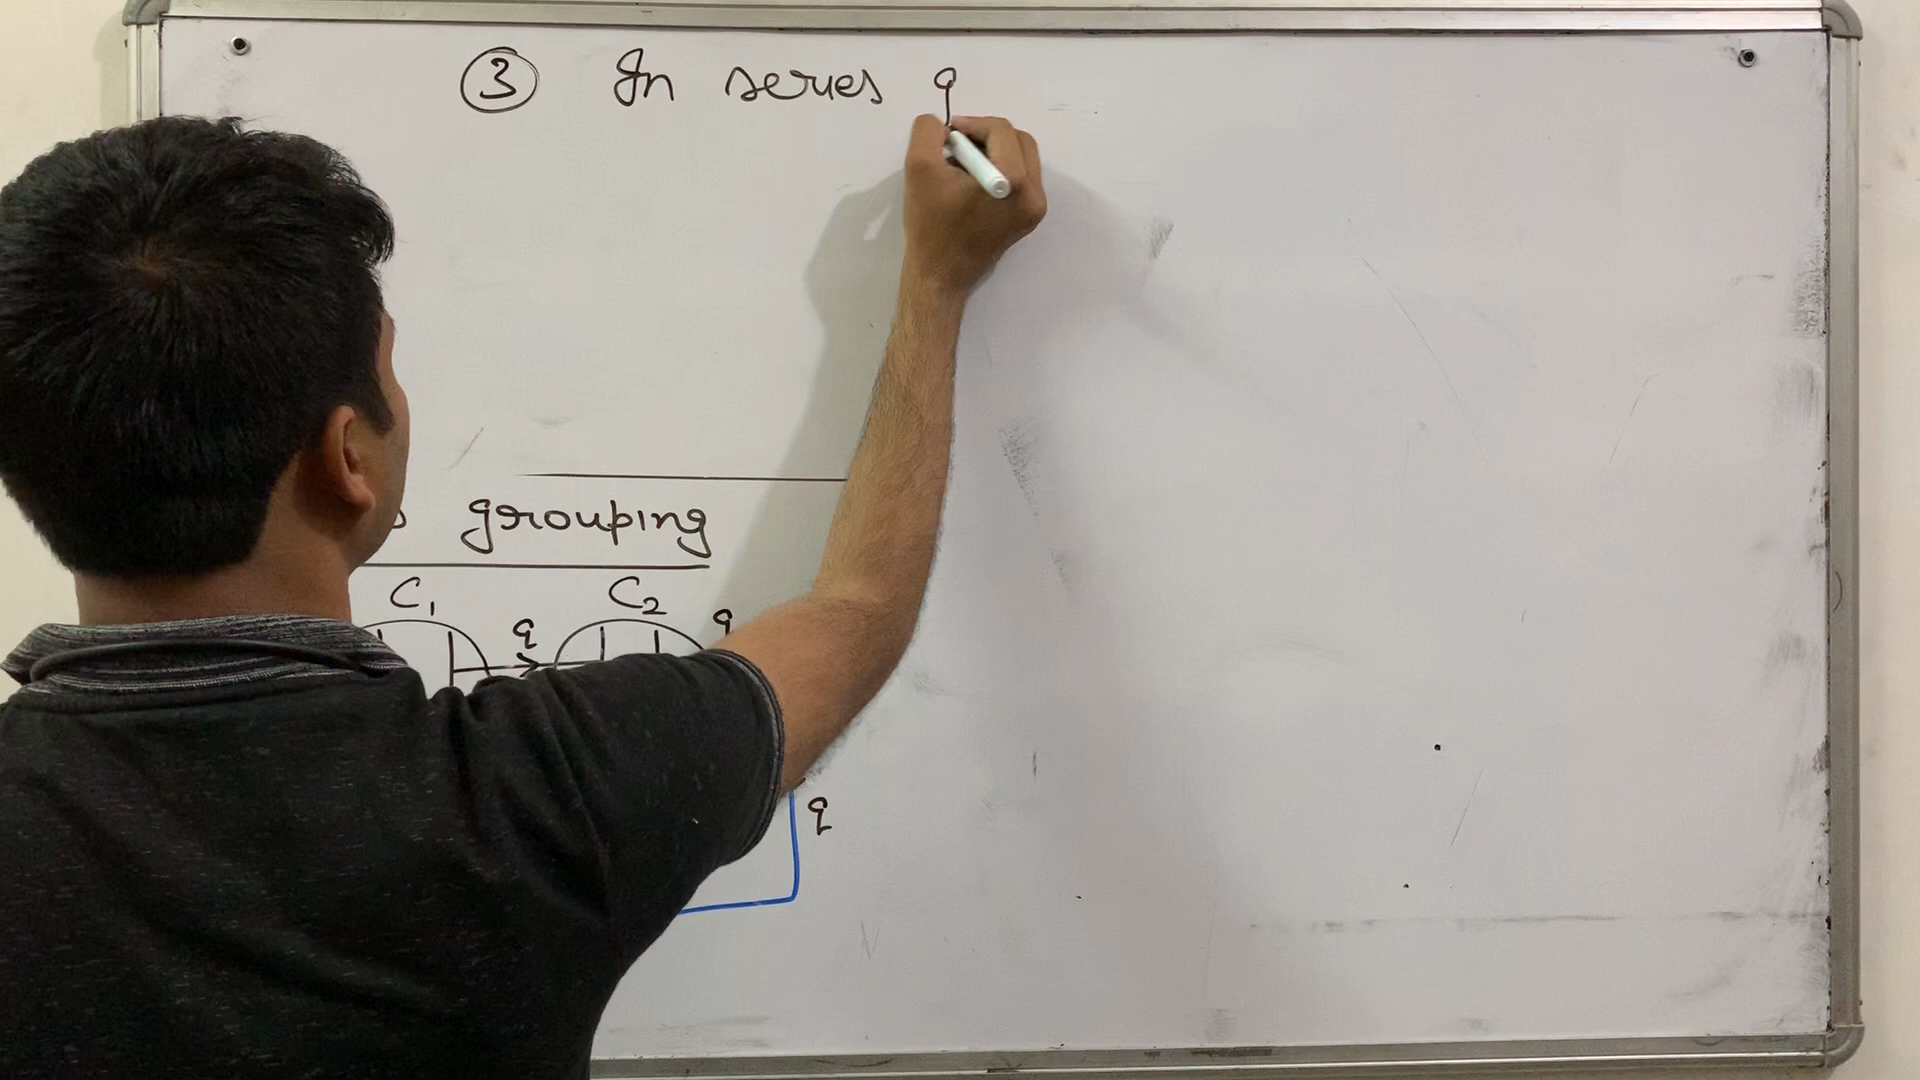 ③ In series q
grouping
C₁ C₂
q q
q